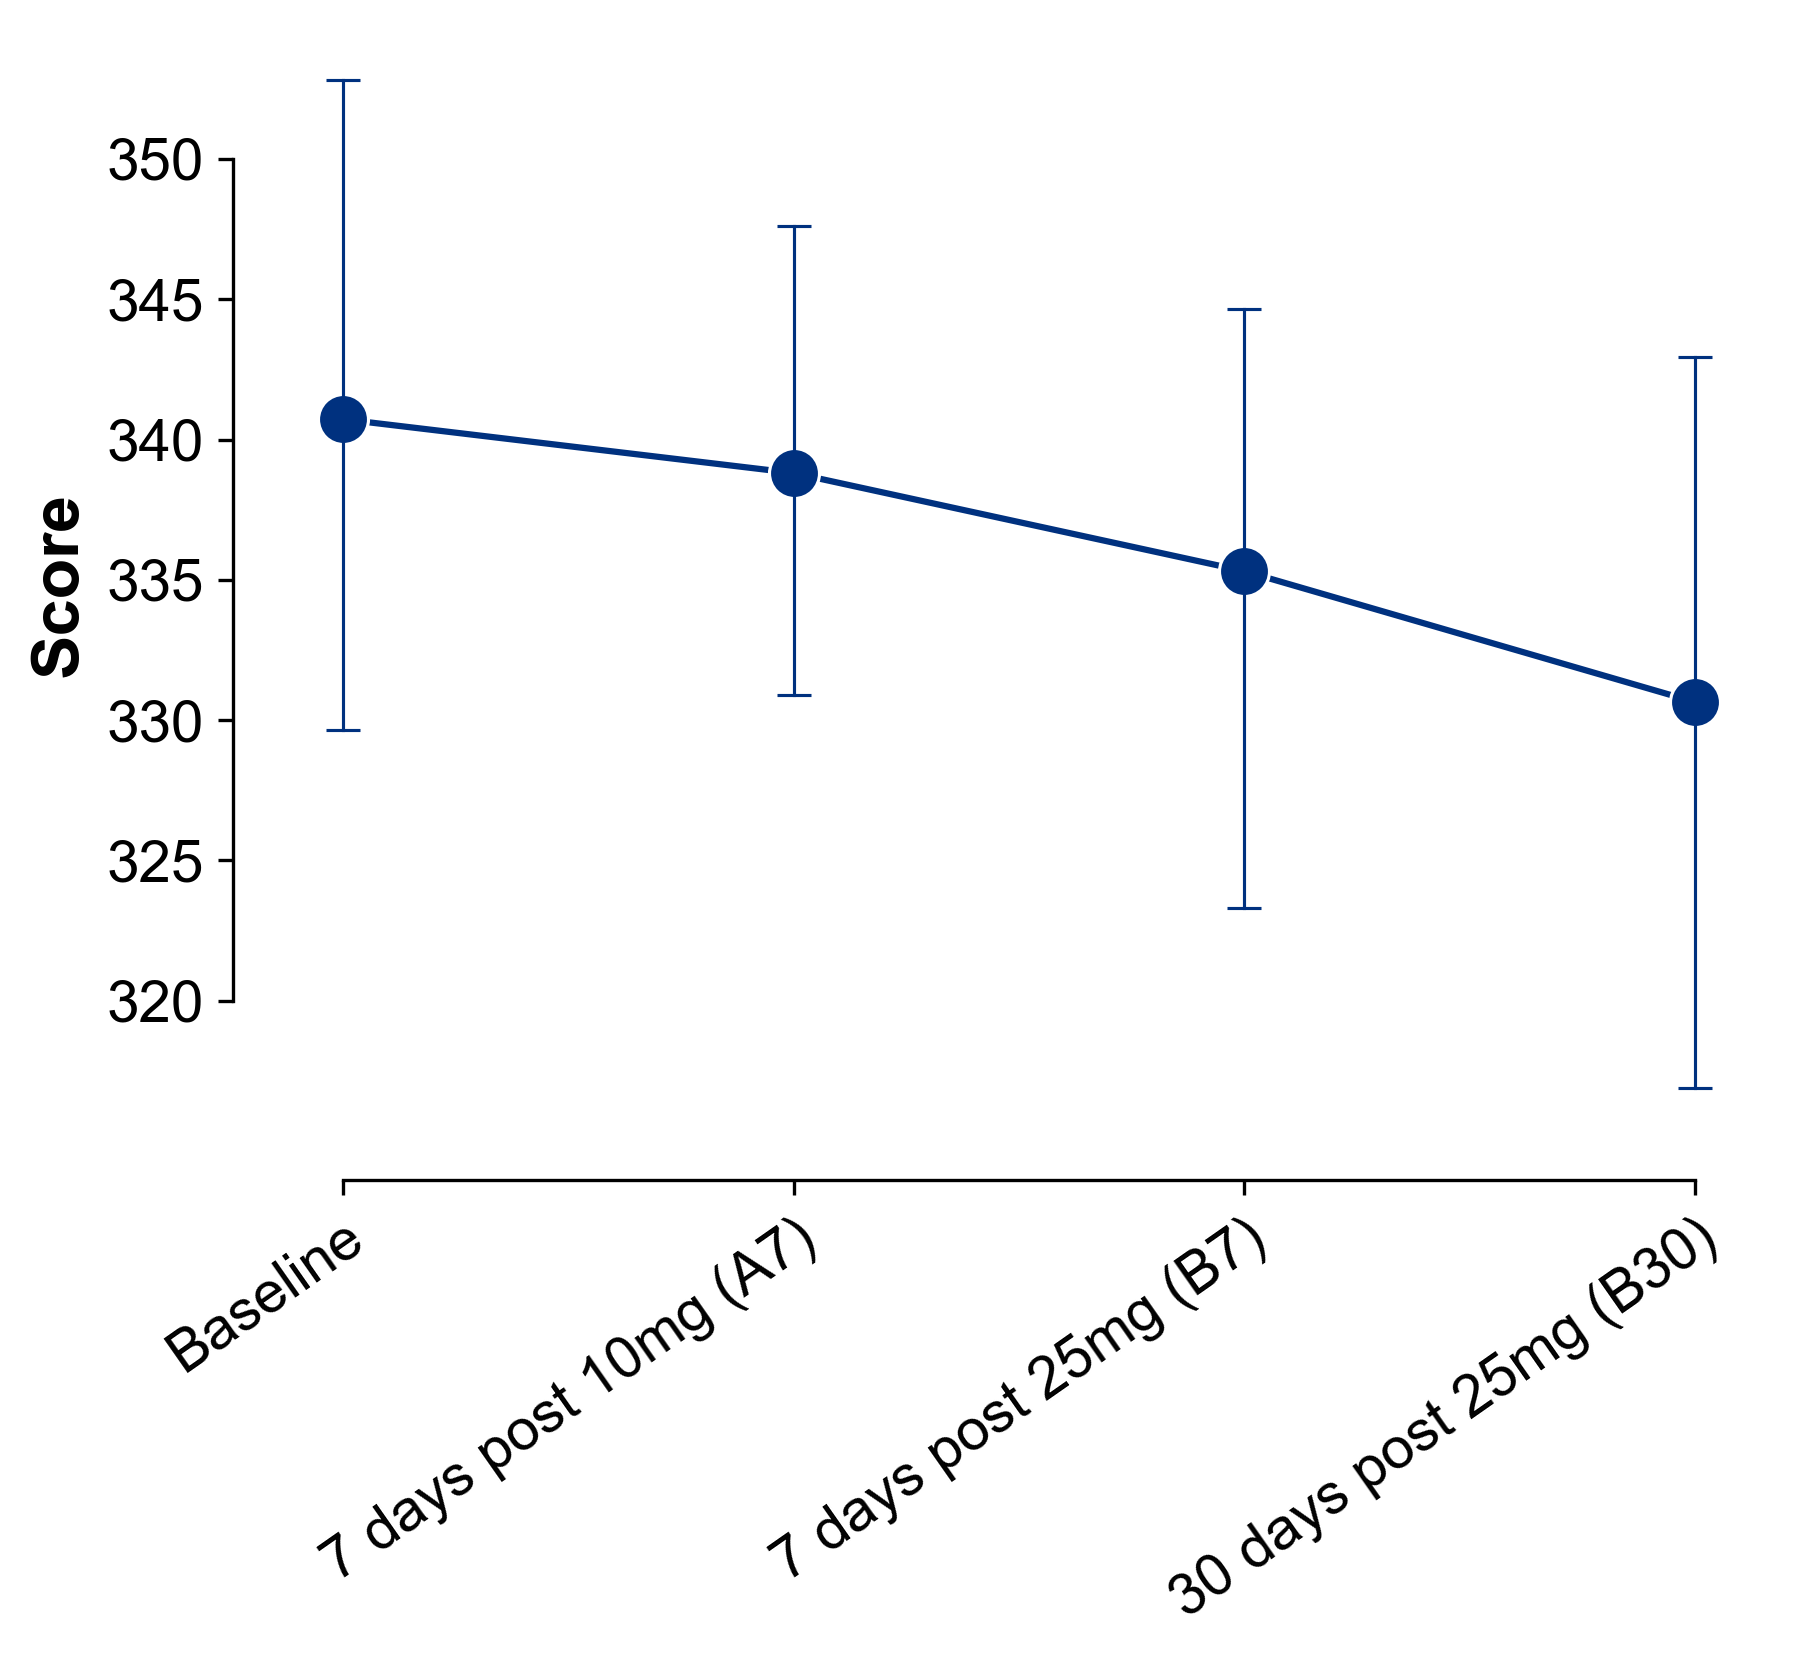 Score
350
345
340
335
330
325
320
Baseline
7 days post 10mg (A7)
7 days post 25mg (B7)
30 days post 25mg (B30)